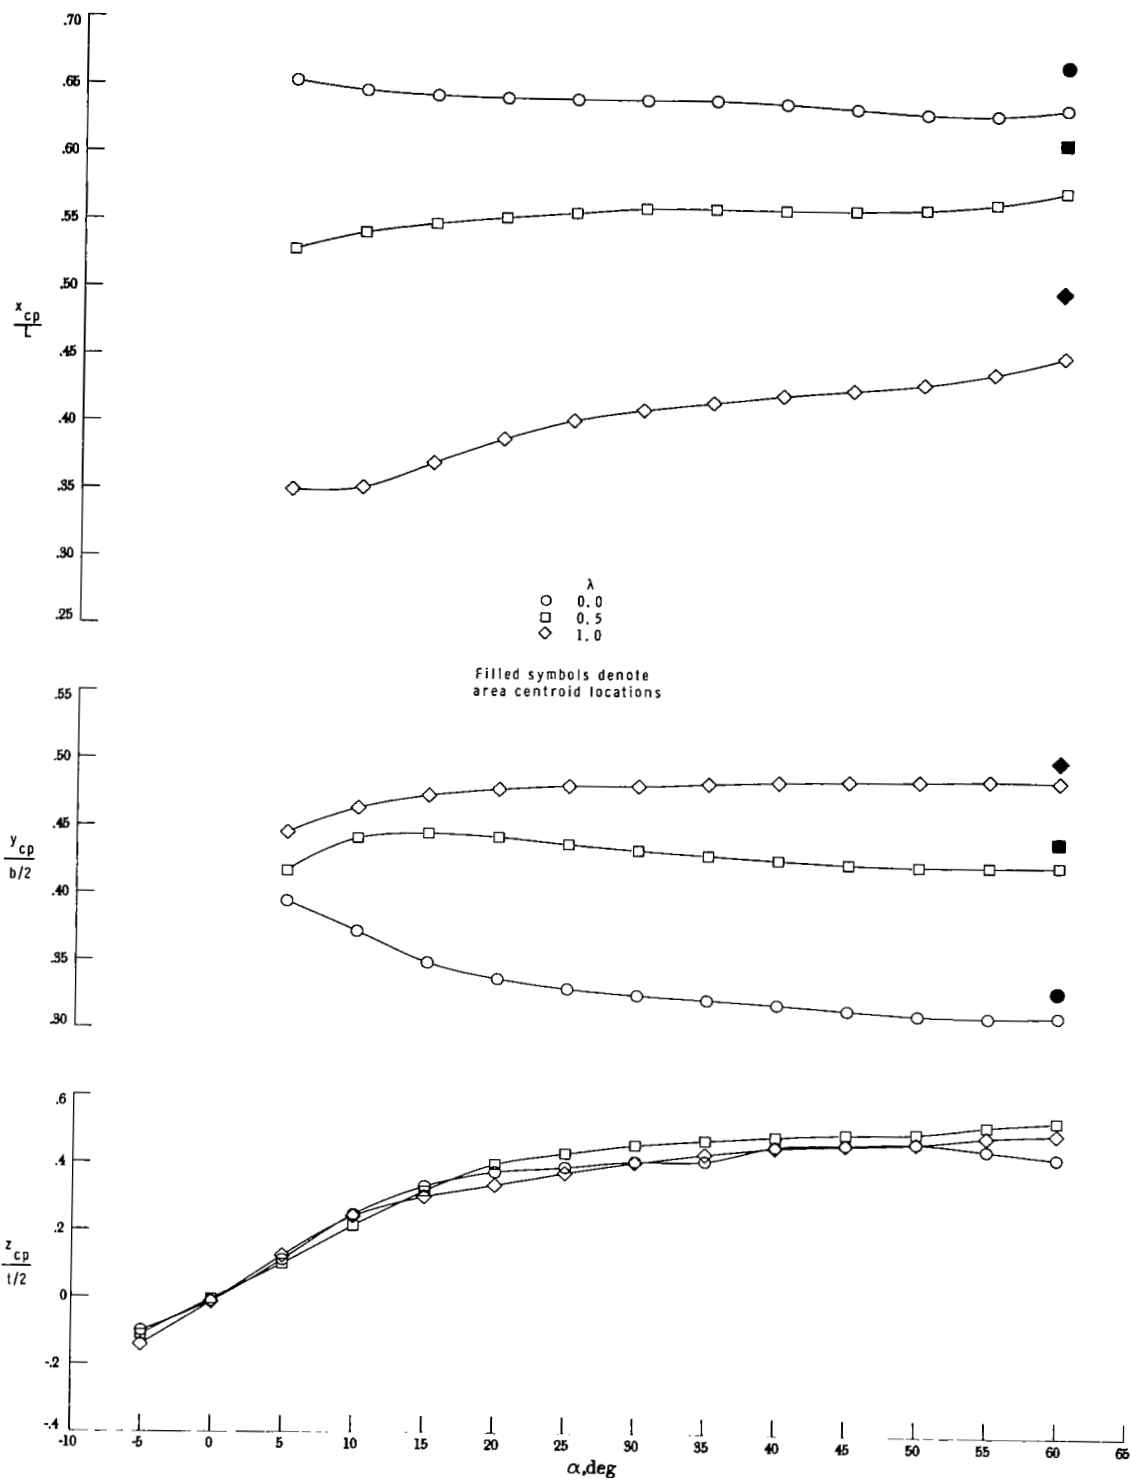 .70
.65
.60
.55
.50
x_cp
L
.45
.40
.35
.30
.25
λ
0.0
0.5
1.0
Filled symbols denote
area centroid locations
.55
.50
.45
y_cp
b/2
.40
.35
.30
.6
.4
.2
z_cp
t/2
0
-.2
-.4
-10 -5 0 5 10 15 20 25 30 35 40 45 50 55 60 65
α,deg